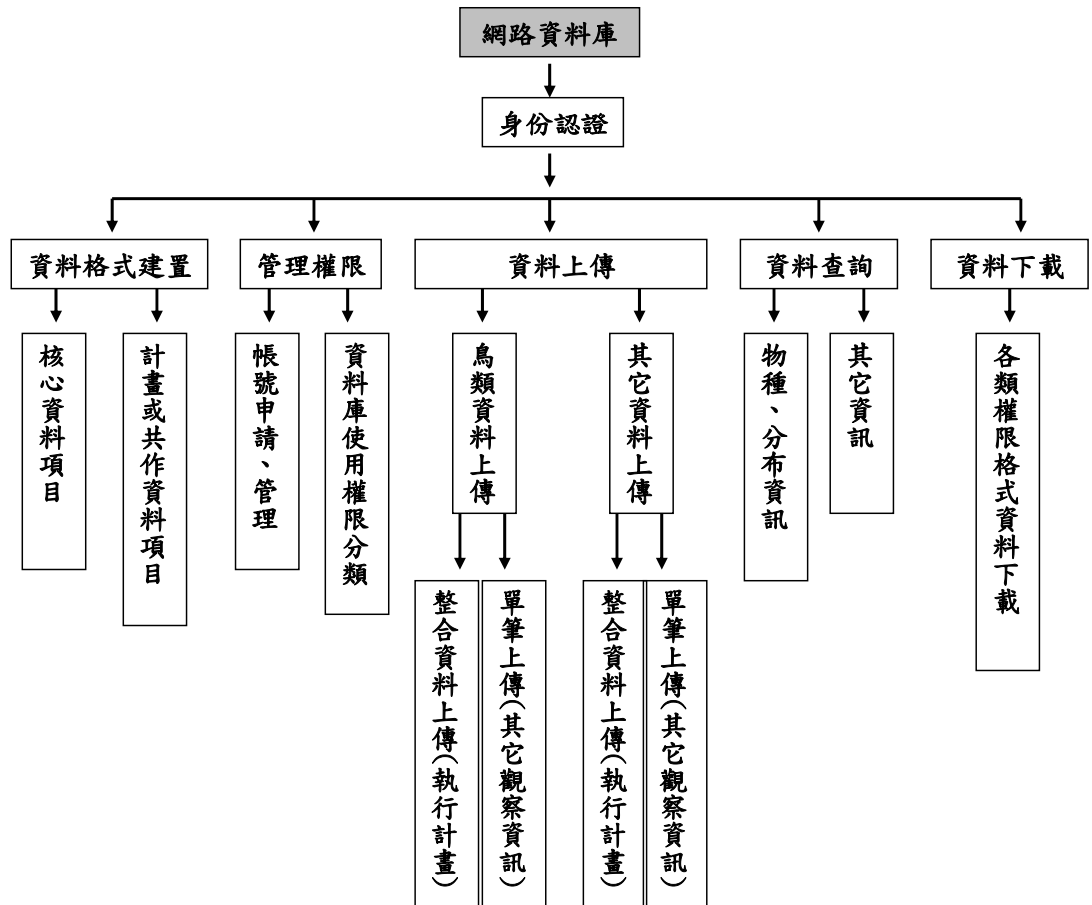 網路資料庫
身份認證
資料格式建置
管理權限
資料上傳
資料查詢
資料下載
核心資料項目
計畫或共作資料項目
帳號申請、管理
資料庫使用權限分類
鳥類資料上傳
其它資料上傳
物種、分布資訊
其它資訊
各類權限格式資料下載
整合資料上傳(執行計畫)
單筆上傳(其它觀察資訊)
整合資料上傳(執行計畫)
單筆上傳(其它觀察資訊)